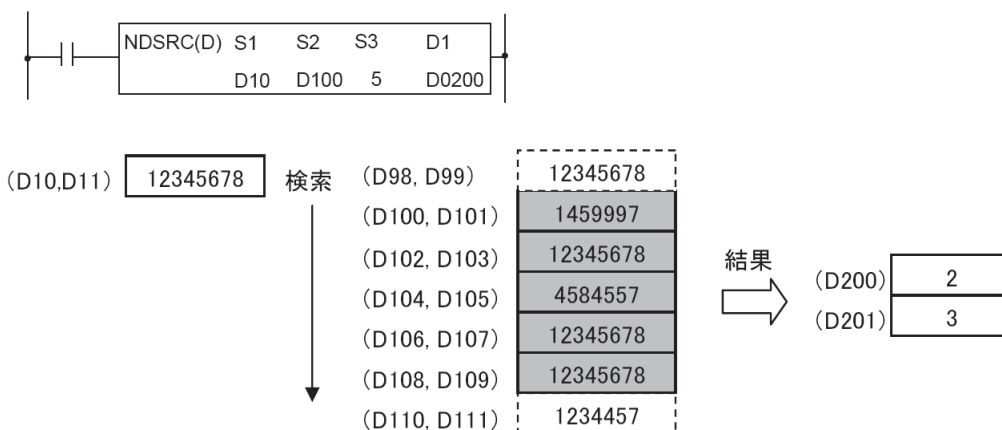 NDSRC(D) S1 S2 S3 D1
D10 D100 5 D0200
(D10,D11) 12345678 検索 (D98, D99) 12345678
(D100, D101) 1459997
(D102, D103) 12345678
(D104, D105) 4584557
(D106, D107) 12345678
(D108, D109) 12345678
(D110, D111) 1234457
結果
(D200) 2
(D201) 3